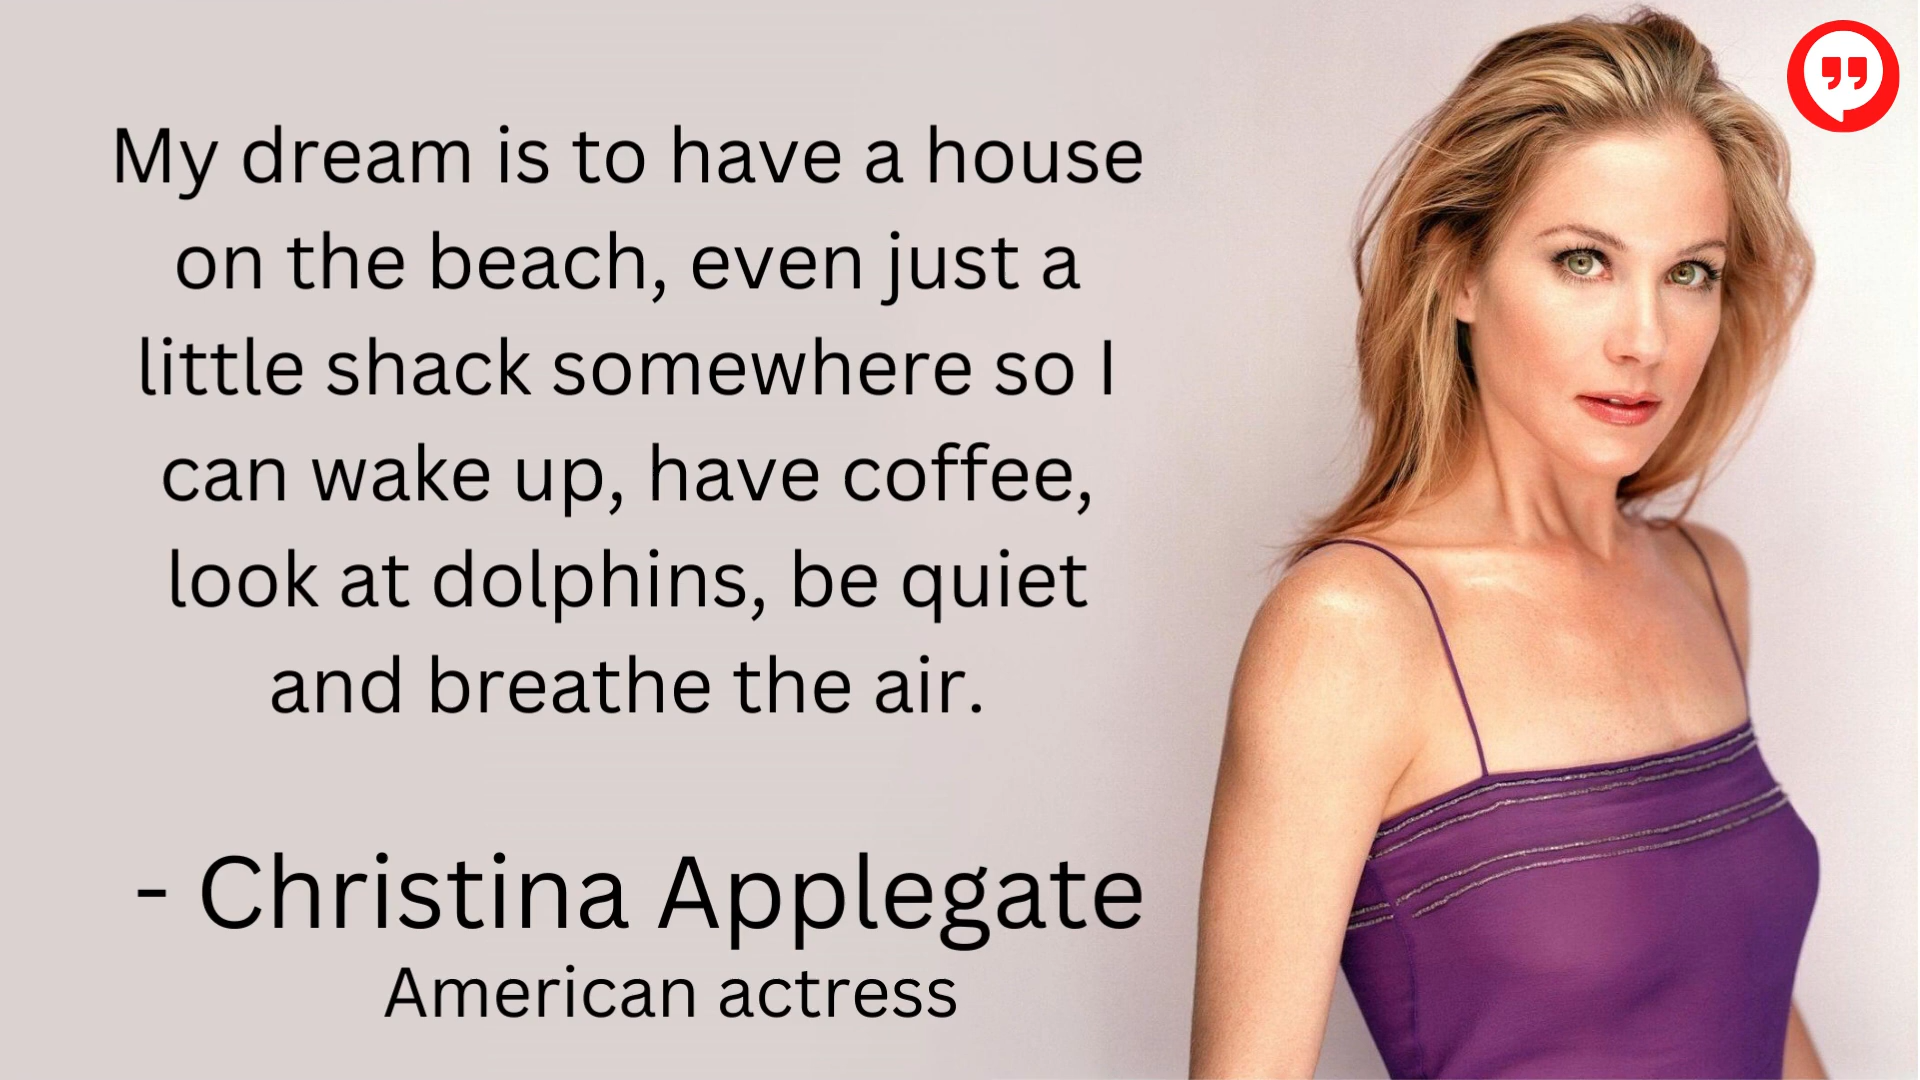 My dream is to have a house
on the beach, even just a
little shack somewhere so I
can wake up, have coffee,
look at dolphins, be quiet
and breathe the air.
- Christina Applegate
American actress